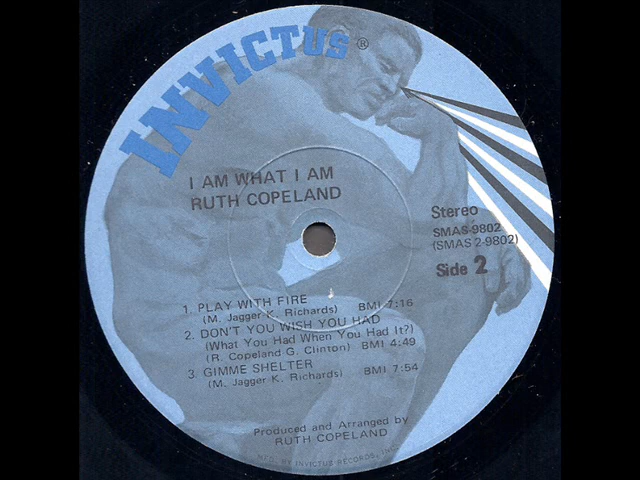 INVICTUS®
I AM WHAT I AM
RUTH COPELAND
Stereo
SMAS-9802
(SMAS 2-9802)
Side 2
1. PLAY WITH FIRE
(M. Jagger K. Richards) BMI 7:16
2. DON'T YOU WISH YOU HAD
(What You Had When You Had It?)
(R. Copeland G. Clinton) BMI 4:49
3. GIMME SHELTER
(M. Jagger K. Richards) BMI 7:54
Produced and Arranged by
RUTH COPELAND
MFD. BY INVICTUS RECORDS, INC.